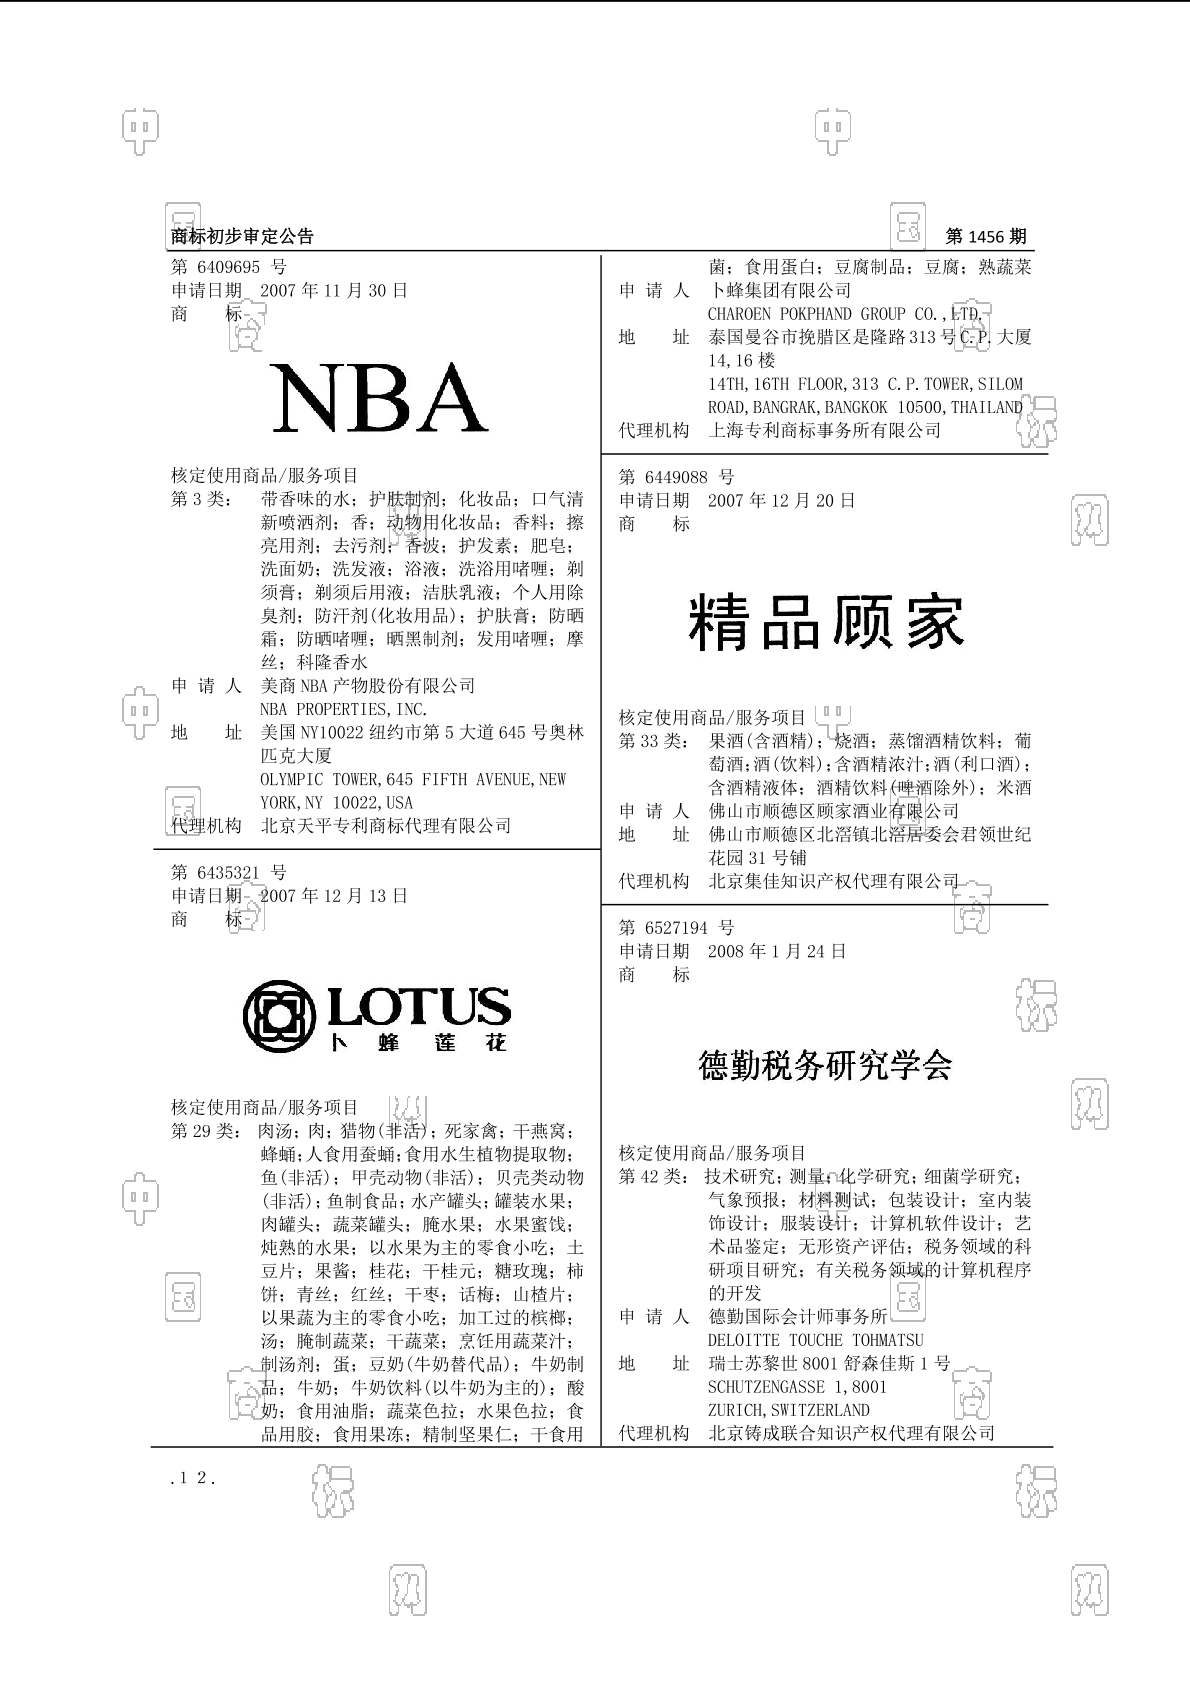 商标初步审定公告 第 1456 期
第 6409695 号
申请日期 2007 年 11 月 30 日
商 标
NBA
核定使用商品/服务项目
第 3 类： 带香味的水；护肤制剂；化妆品；口气清
新喷洒剂；香；动物用化妆品；香料；擦
亮用剂；去污剂；香波；护发素；肥皂；
洗面奶；洗发液；浴液；洗浴用啫喱；剃
须膏；剃须后用液；洁肤乳液；个人用除
臭剂；防汗剂(化妆用品)；护肤膏；防晒
霜；防晒啫喱；晒黑制剂；发用啫喱；摩
丝；科隆香水
申 请 人 美商 NBA 产物股份有限公司
NBA PROPERTIES,INC.
地 址 美国 NY10022 纽约市第 5 大道 645 号奥林
匹克大厦
OLYMPIC TOWER,645 FIFTH AVENUE,NEW
YORK,NY 10022,USA
代理机构 北京天平专利商标代理有限公司
第 6435321 号
申请日期 2007 年 12 月 13 日
商 标
LOTUS
卜 蜂 莲 花
核定使用商品/服务项目
第 29 类： 肉汤；肉；猎物(非活)；死家禽；干燕窝；
蜂蛹；人食用蚕蛹；食用水生植物提取物；
鱼(非活)；甲壳动物(非活)；贝壳类动物
(非活)；鱼制食品；水产罐头；罐装水果；
肉罐头；蔬菜罐头；腌水果；水果蜜饯；
炖熟的水果；以水果为主的零食小吃；土
豆片；果酱；桂花；干桂元；糖玫瑰；柿
饼；青丝；红丝；干枣；话梅；山楂片；
以果蔬为主的零食小吃；加工过的槟榔；
汤；腌制蔬菜；干蔬菜；烹饪用蔬菜汁；
制汤剂；蛋；豆奶(牛奶替代品)；牛奶制
品；牛奶；牛奶饮料(以牛奶为主的)；酸
奶；食用油脂；蔬菜色拉；水果色拉；食
品用胶；食用果冻；精制坚果仁；干食用
菌；食用蛋白；豆腐制品；豆腐；熟蔬菜
申 请 人 卜蜂集团有限公司
CHAROEN POKPHAND GROUP CO.,LTD.
地 址 泰国曼谷市挽腊区是隆路 313 号 C.P.大厦
14,16 楼
14TH,16TH FLOOR,313 C.P.TOWER,SILOM
ROAD,BANGRAK,BANGKOK 10500,THAILAND
代理机构 上海专利商标事务所有限公司
第 6449088 号
申请日期 2007 年 12 月 20 日
商 标
精品顾家
核定使用商品/服务项目
第 33 类： 果酒(含酒精)；烧酒；蒸馏酒精饮料；葡
萄酒；酒(饮料)；含酒精浓汁；酒(利口酒)；
含酒精液体；酒精饮料(啤酒除外)；米酒
申 请 人 佛山市顺德区顾家酒业有限公司
地 址 佛山市顺德区北滘镇北滘居委会君领世纪
花园 31 号铺
代理机构 北京集佳知识产权代理有限公司
第 6527194 号
申请日期 2008 年 1 月 24 日
商 标
德勤税务研究学会
核定使用商品/服务项目
第 42 类： 技术研究；测量；化学研究；细菌学研究；
气象预报；材料测试；包装设计；室内装
饰设计；服装设计；计算机软件设计；艺
术品鉴定；无形资产评估；税务领域的科
研项目研究；有关税务领域的计算机程序
的开发
申 请 人 德勤国际会计师事务所
DELOITTE TOUCHE TOHMATSU
地 址 瑞士苏黎世 8001 舒森佳斯 1 号
SCHUTZENGASSE 1,8001
ZURICH,SWITZERLAND
代理机构 北京铸成联合知识产权代理有限公司
.12.